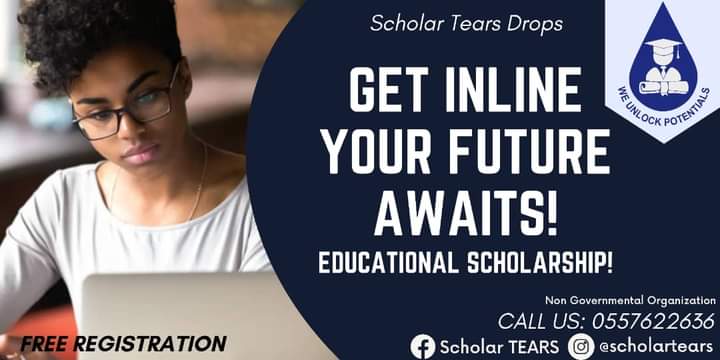 Scholar Tears Drops
WE UNLOCK POTENTIALS
GET INLINE
YOUR FUTURE
AWAITS!
EDUCATIONAL SCHOLARSHIP!
Non Governmental Organization
CALL US: 0557622636
Scholar TEARS @scholartears
FREE REGISTRATION